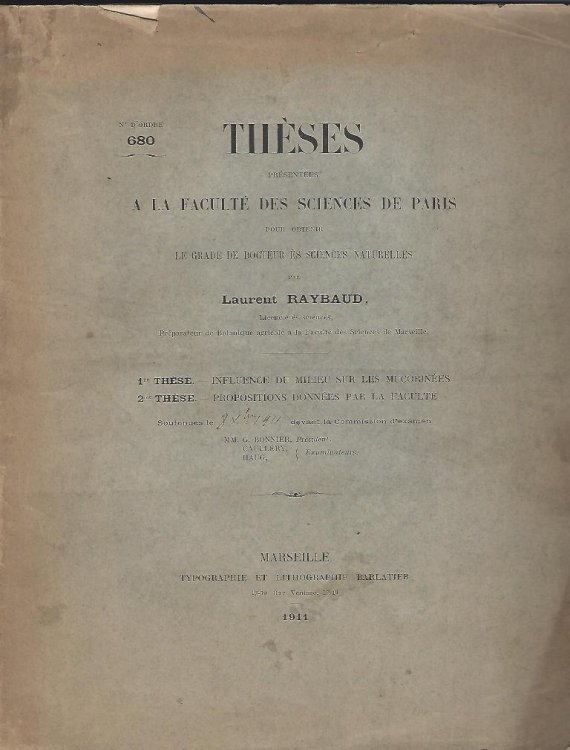 N° D'ORDRE
680
THÈSES
PRÉSENTÉES
A LA FACULTÉ DES SCIENCES DE PARIS
POUR OBTENIR
LE GRADE DE DOCTEUR ÈS SCIENCES NATURELLES
PAR
Laurent RAYBAUD,
Licencié ès sciences,
Préparateur de Botanique agricole à la Faculté des Sciences de Marseille.
1re THÈSE. — INFLUENCE DU MILIEU SUR LES MUCORINÉES
2me THÈSE. — PROPOSITIONS DONNÉES PAR LA FACULTÉ
Soutenues le devant la Commission d'examen
MM. G. BONNIER, Président.
CAULLERY,
HAUG, } Examinateurs.
MARSEILLE
TYPOGRAPHIE ET LITHOGRAPHIE BARLATIER
Rue Venture,
1911